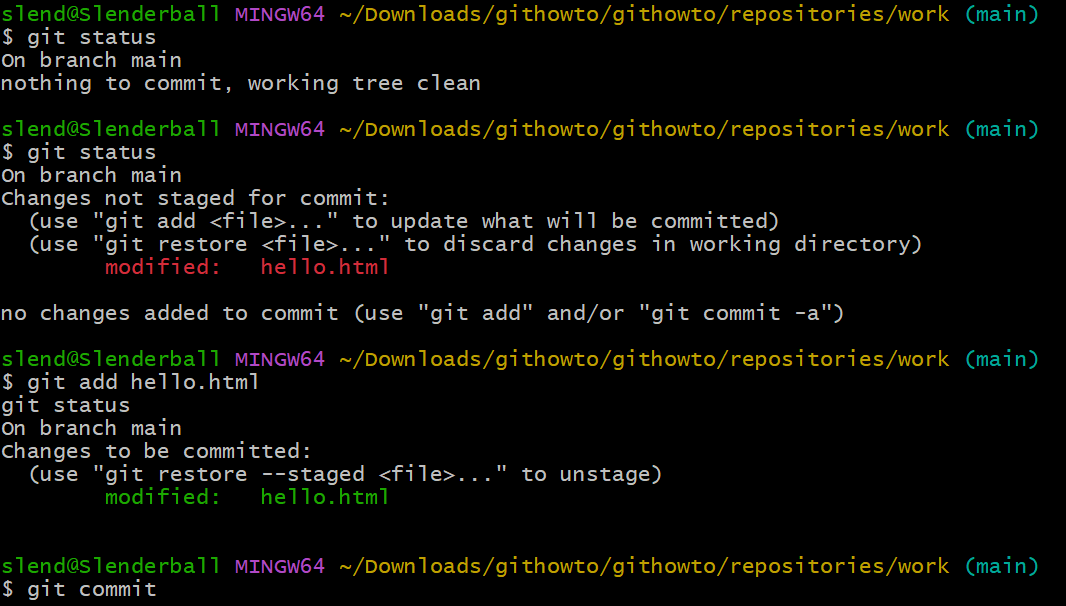 slend@Slenderball MINGW64 ~/Downloads/githowto/githowto/repositories/work (main)
$ git status
On branch main
nothing to commit, working tree clean
slend@Slenderball MINGW64 ~/Downloads/githowto/githowto/repositories/work (main)
$ git status
On branch main
Changes not staged for commit:
  (use "git add <file>..." to update what will be committed)
  (use "git restore <file>..." to discard changes in working directory)
        modified:   hello.html
no changes added to commit (use "git add" and/or "git commit -a")
slend@Slenderball MINGW64 ~/Downloads/githowto/githowto/repositories/work (main)
$ git add hello.html
git status
On branch main
Changes to be committed:
  (use "git restore --staged <file>..." to unstage)
        modified:   hello.html
slend@Slenderball MINGW64 ~/Downloads/githowto/githowto/repositories/work (main)
$ git commit